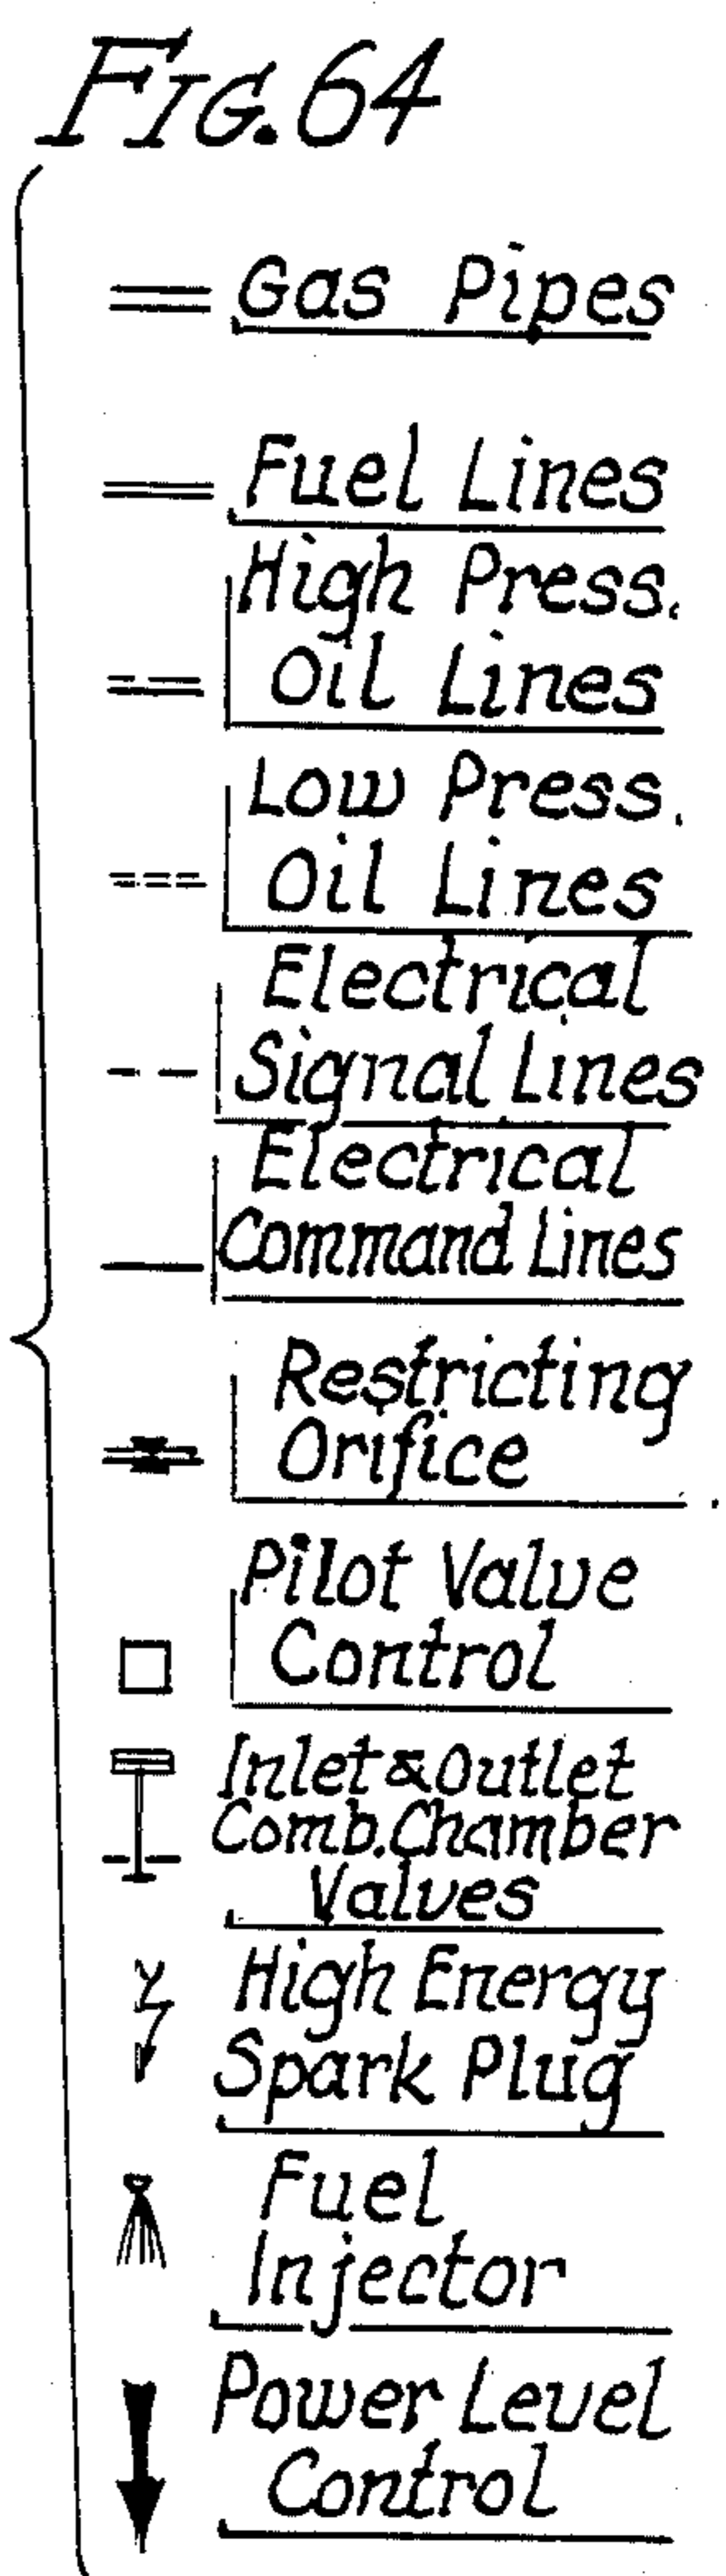 FIG. 64
Gas Pipes
Fuel Lines
High Press.
Oil Lines
Low Press.
Oil Lines
Electrical
Signal Lines
Electrical
Command Lines
Restricting
Orifice
Pilot Valve
Control
Inlet & Outlet
Comb. Chamber
Valves
High Energy
Spark Plug
Fuel
Injector
Power Level
Control